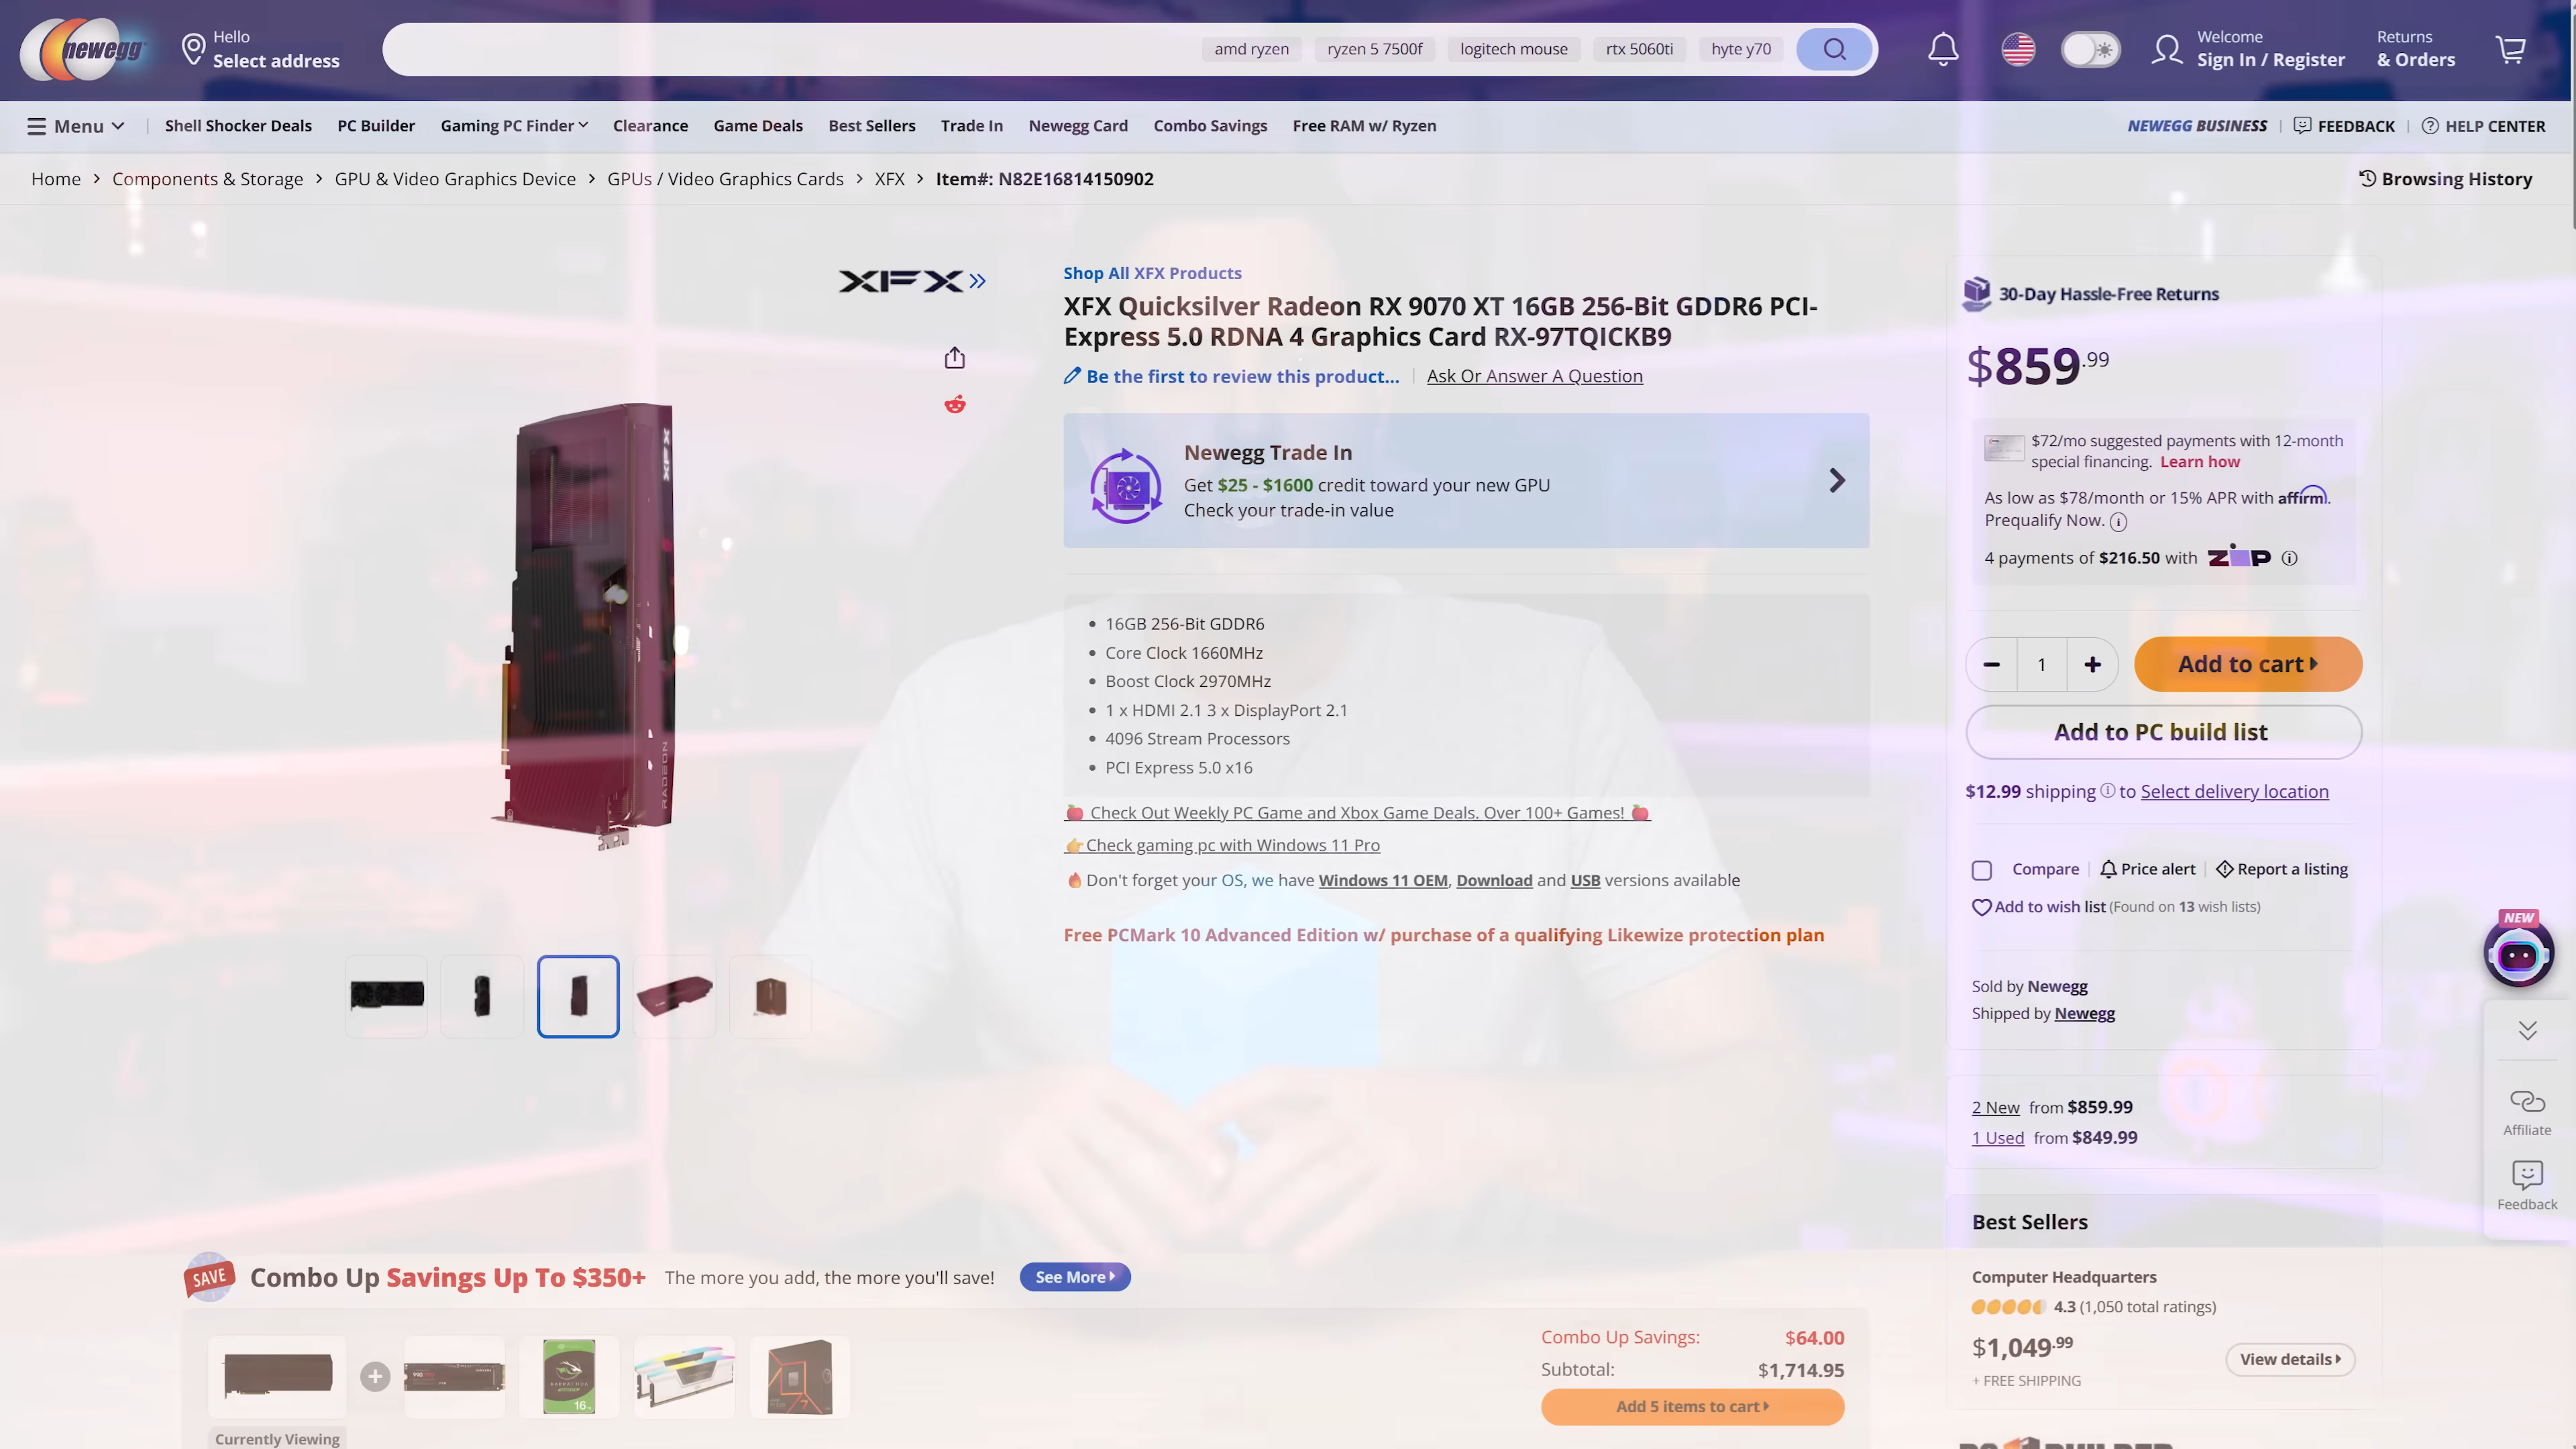 newegg
Hello
Select address
amd ryzen
ryzen 5 7500f
logitech mouse
rtx 5060ti
hyte y70
Welcome
Sign In / Register
Returns
& Orders
Menu
Shell Shocker Deals
PC Builder
Gaming PC Finder
Clearance
Game Deals
Best Sellers
Trade In
Newegg Card
Combo Savings
Free RAM w/ Ryzen
NEWEGG BUSINESS
FEEDBACK
HELP CENTER
Home > Components & Storage > GPU & Video Graphics Device > GPUs / Video Graphics Cards > XFX > Item#: N82E16814150902
Browsing History
XFX
XFX
RADEON
Shop All XFX Products
XFX Quicksilver Radeon RX 9070 XT 16GB 256-Bit GDDR6 PCI-
Express 5.0 RDNA 4 Graphics Card RX-97TQICKB9
Be the first to review this product...
Ask Or Answer A Question
Newegg Trade In
Get $25 - $1600 credit toward your new GPU
Check your trade-in value
16GB 256-Bit GDDR6
Core Clock 1660MHz
Boost Clock 2970MHz
1 x HDMI 2.1 3 x DisplayPort 2.1
4096 Stream Processors
PCI Express 5.0 x16
Check Out Weekly PC Game and Xbox Game Deals. Over 100+ Games!
Check gaming pc with Windows 11 Pro
Don't forget your OS, we have Windows 11 OEM, Download and USB versions available
Free PCMark 10 Advanced Edition w/ purchase of a qualifying Likewize protection plan
30-Day Hassle-Free Returns
$859.99
$72/mo suggested payments with 12-month
special financing. Learn how
As low as $78/month or 15% APR with affirm.
Prequalify Now.
4 payments of $216.50 with ZIP
1
Add to cart
Add to PC build list
$12.99 shipping to Select delivery location
Compare
Price alert
Report a listing
Add to wish list (Found on 13 wish lists)
Sold by Newegg
Shipped by Newegg
2 New from $859.99
1 Used from $849.99
NEW
Affiliate
Feedback
Best Sellers
Computer Headquarters
4.3 (1,050 total ratings)
$1,049.99
+ FREE SHIPPING
View details
SAVE
Combo Up Savings Up To $350+
The more you add, the more you'll save!
See More
Combo Up Savings: $64.00
Subtotal: $1,714.95
Add 5 items to cart
Currently Viewing